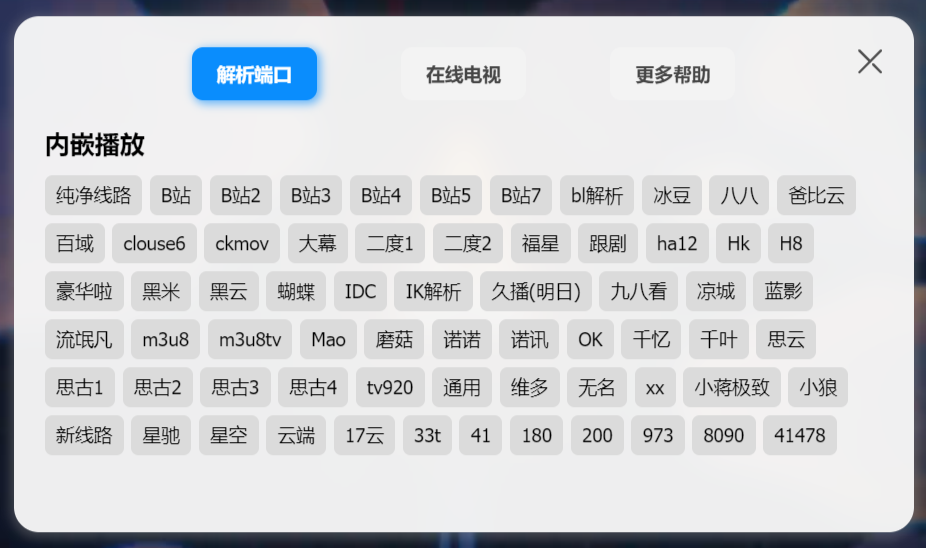 解析端口 在线电视 更多帮助
内嵌播放
纯净线路 B站 B站2 B站3 B站4 B站5 B站7 bl解析 冰豆 八八 爸比云
百域 clouse6 ckmov 大幕 二度1 二度2 福星 跟剧 ha12 Hk H8
豪华啦 黑米 黑云 蝴蝶 IDC IK解析 久播(明日) 九八看 凉城 蓝影
流氓凡 m3u8 m3u8tv Mao 磨菇 诺诺 诺讯 OK 千忆 千叶 思云
思古1 思古2 思古3 思古4 tv920 通用 维多 无名 xx 小蒋极致 小狼
新线路 星驰 星空 云端 17云 33t 41 180 200 973 8090 41478